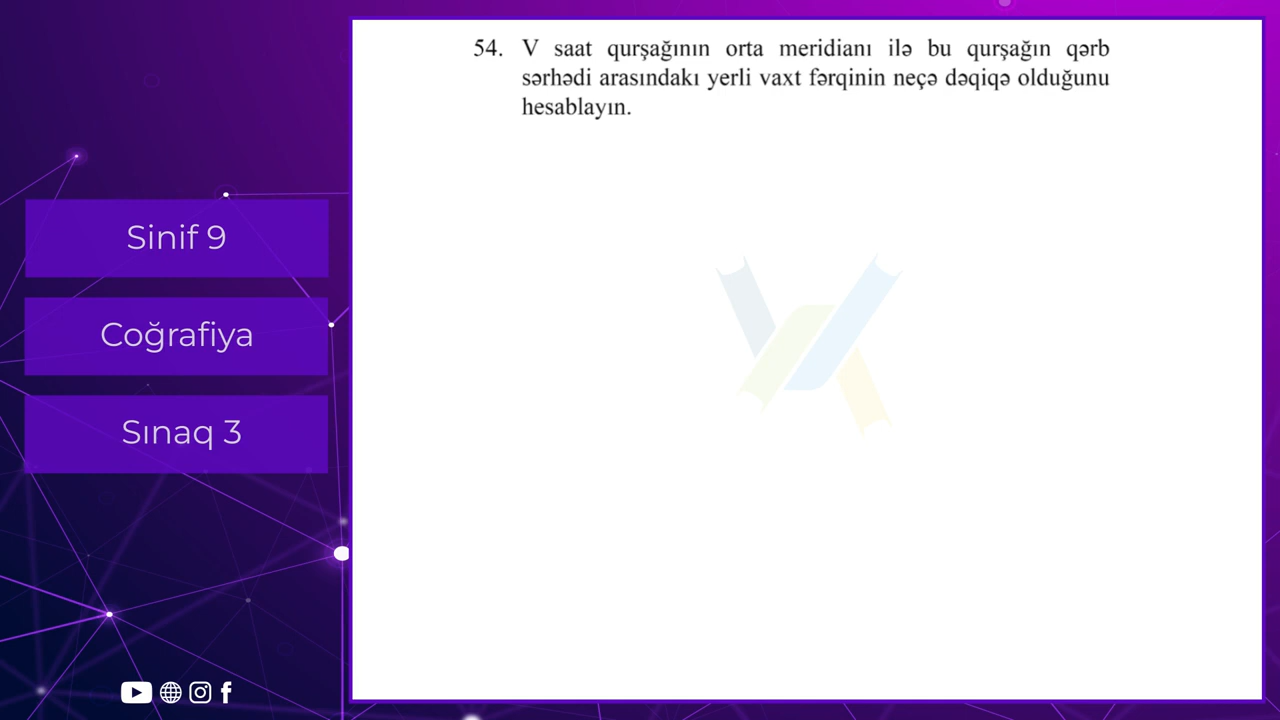 54. V saat qurşağının orta meridianı ilə bu qurşağın qərb
sərhədi arasındakı yerli vaxt fərqinin neçə dəqiqə olduğunu
hesablayın.
Sinif 9
Coğrafiya
Sınaq 3